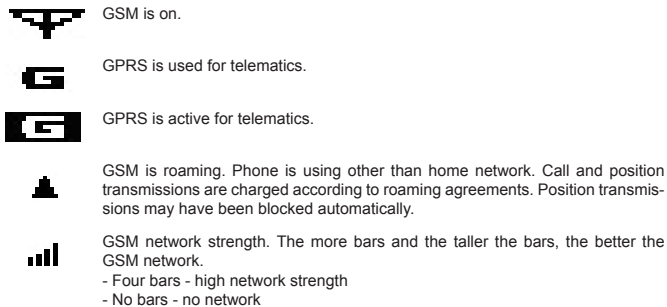 GSM is on.
GPRS is used for telematics.
G
GPRS is active for telematics.
G
GSM is roaming. Phone is using other than home network. Call and position
transmissions are charged according to roaming agreements. Position transmis-
sions may have been blocked automatically.
GSM network strength. The more bars and the taller the bars, the better the
GSM network.
- Four bars - high network strength
- No bars - no network